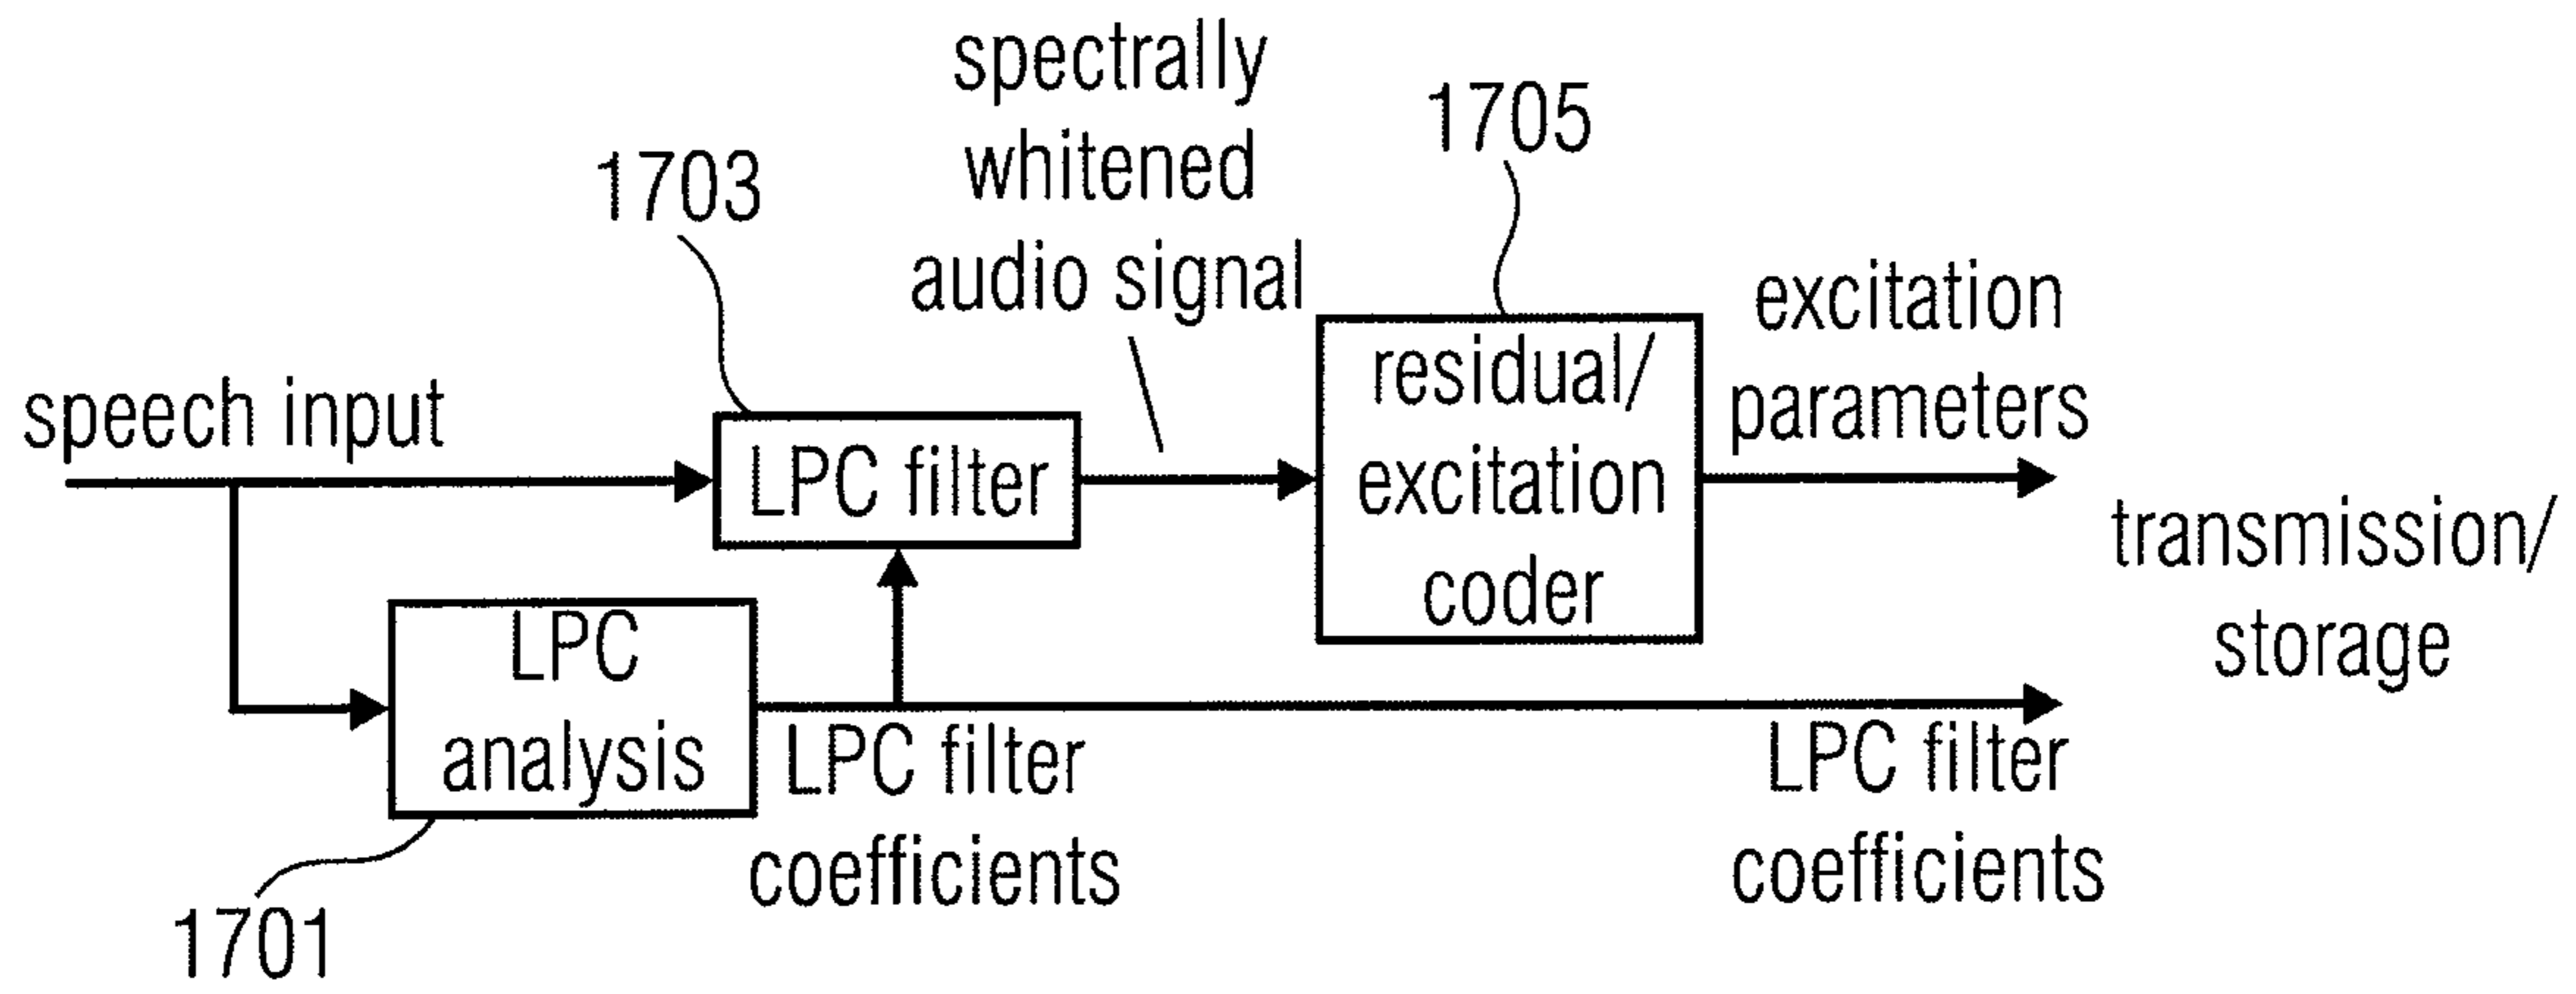 spectrally
whitened
audio signal
1703
1705
speech input
LPC filter
residual/
excitation
coder
excitation
parameters
transmission/
storage
LPC
analysis
LPC filter
coefficients
LPC filter
coefficients
1701